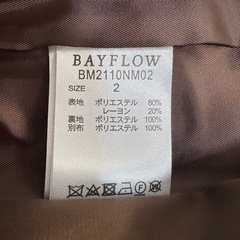 BAYFLOW
BM2110NM02
SIZE 2
表地 ポリエステル 80%
レーヨン 20%
裏地 ポリエステル 100%
別布 ポリエステル 100%